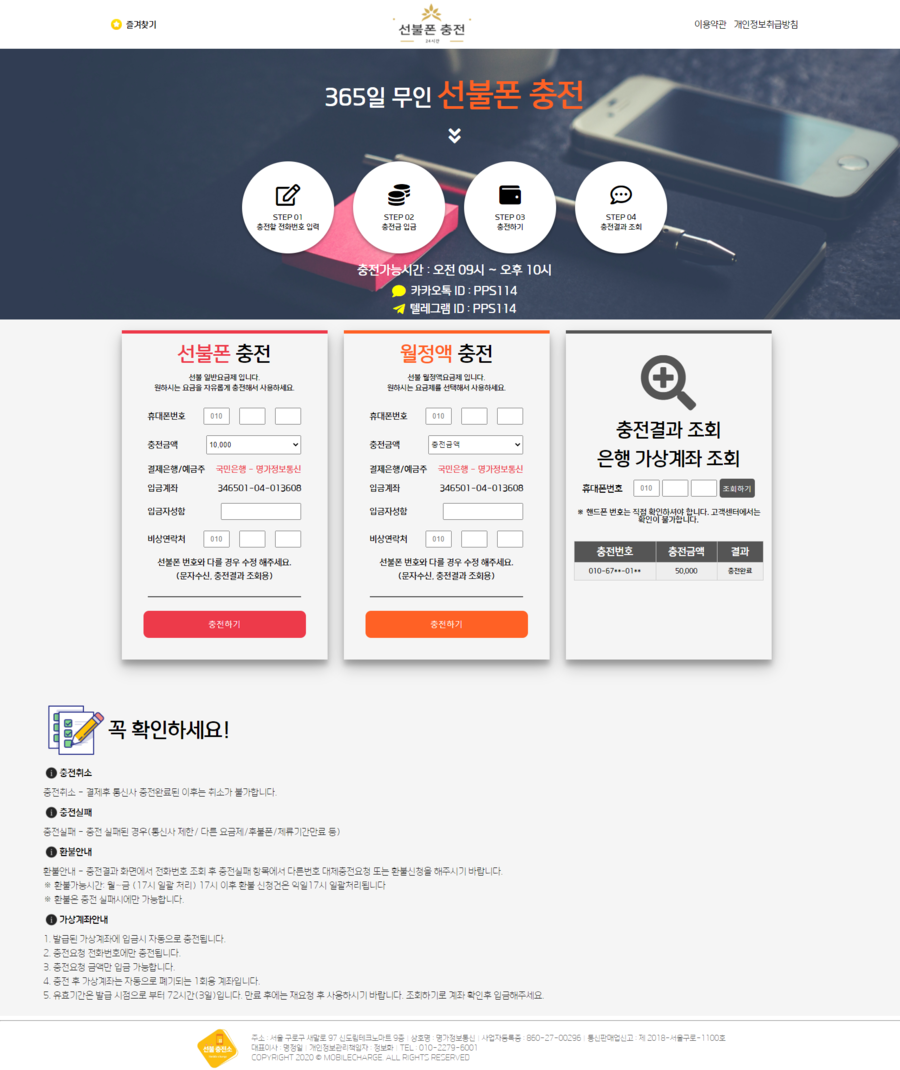 즐겨찾기
선불폰 충전
24시간
이용약관 개인정보취급방침
365일 무인 선불폰 충전
STEP 01
충전할 전화번호 입력
STEP 02
충전금 입금
STEP 03
충전하기
STEP 04
충전결과 조회
충전가능시간 : 오전 09시 ~ 오후 10시
카카오톡 ID : PPS114
텔레그램 ID : PPS114
선불폰 충전
선불 일반요금제 입니다.
원하시는 요금을 자유롭게 충전해서 사용하세요.
휴대폰번호 010
충전금액 10,000
결제은행/예금주 국민은행 - 명가정보통신
입금계좌 346501-04-013608
입금자성함
비상연락처 010
선불폰 번호와 다를 경우 수정 해주세요.
(문자수신, 충전결과 조회용)
충전하기
월정액 충전
선불 월정액요금제 입니다.
원하시는 요금제를 선택해서 사용하세요.
휴대폰번호 010
충전금액 충전금액
결제은행/예금주 국민은행 - 명가정보통신
입금계좌 346501-04-013608
입금자성함
비상연락처 010
선불폰 번호와 다를 경우 수정 해주세요.
(문자수신, 충전결과 조회용)
충전하기
충전결과 조회
은행 가상계좌 조회
휴대폰번호 010 조회하기
※ 핸드폰 번호는 직접 확인하셔야 합니다. 고객센터에서는
확인이 불가합니다.
충전번호 충전금액 결과
010-67**-01** 50,000 충전완료
꼭 확인하세요!
충전취소
충전취소 - 결제후 통신사 충전완료된 이후는 취소가 불가합니다.
충전실패
충전실패 - 충전 실패된 경우(통신사 제한/ 다른 요금제/후불폰/체류기간만료 등)
환불안내
환불안내 - 충전결과 화면에서 전화번호 조회 후 충전실패 항목에서 다른번호 대체충전요청 또는 환불신청을 해주시기 바랍니다.
※ 환불가능시간: 월~금 (17시 일괄 처리) 17시 이후 환불 신청건은 익일17시 일괄처리됩니다
※ 환불은 충전 실패시에만 가능합니다.
가상계좌안내
1. 발급된 가상계좌에 입금시 자동으로 충전됩니다.
2. 충전요청 전화번호에만 충전됩니다.
3. 충전요청 금액만 입금 가능합니다.
4. 충전 후 가상계좌는 자동으로 폐기되는 1회용 계좌입니다.
5. 유효기간은 발급 시점으로 부터 72시간(3일)입니다. 만료 후에는 재요청 후 사용하시기 바랍니다. 조회하기로 계좌 확인후 입금해주세요.
선불 충전소
주소 : 서울 구로구 새말로 97 신도림테크노마트 9층 | 상호명 : 명가정보통신 | 사업자등록증 : 860-27-00296 | 통신판매업신고 : 제 2018-서울구로-1100호
대표이사 : 명정일 | 개인정보관리책임자 : 정보화 | TEL : 010-2279-6001
COPYRIGHT 2020 © MOBILECHARGE. ALL RIGHTS RESERVED